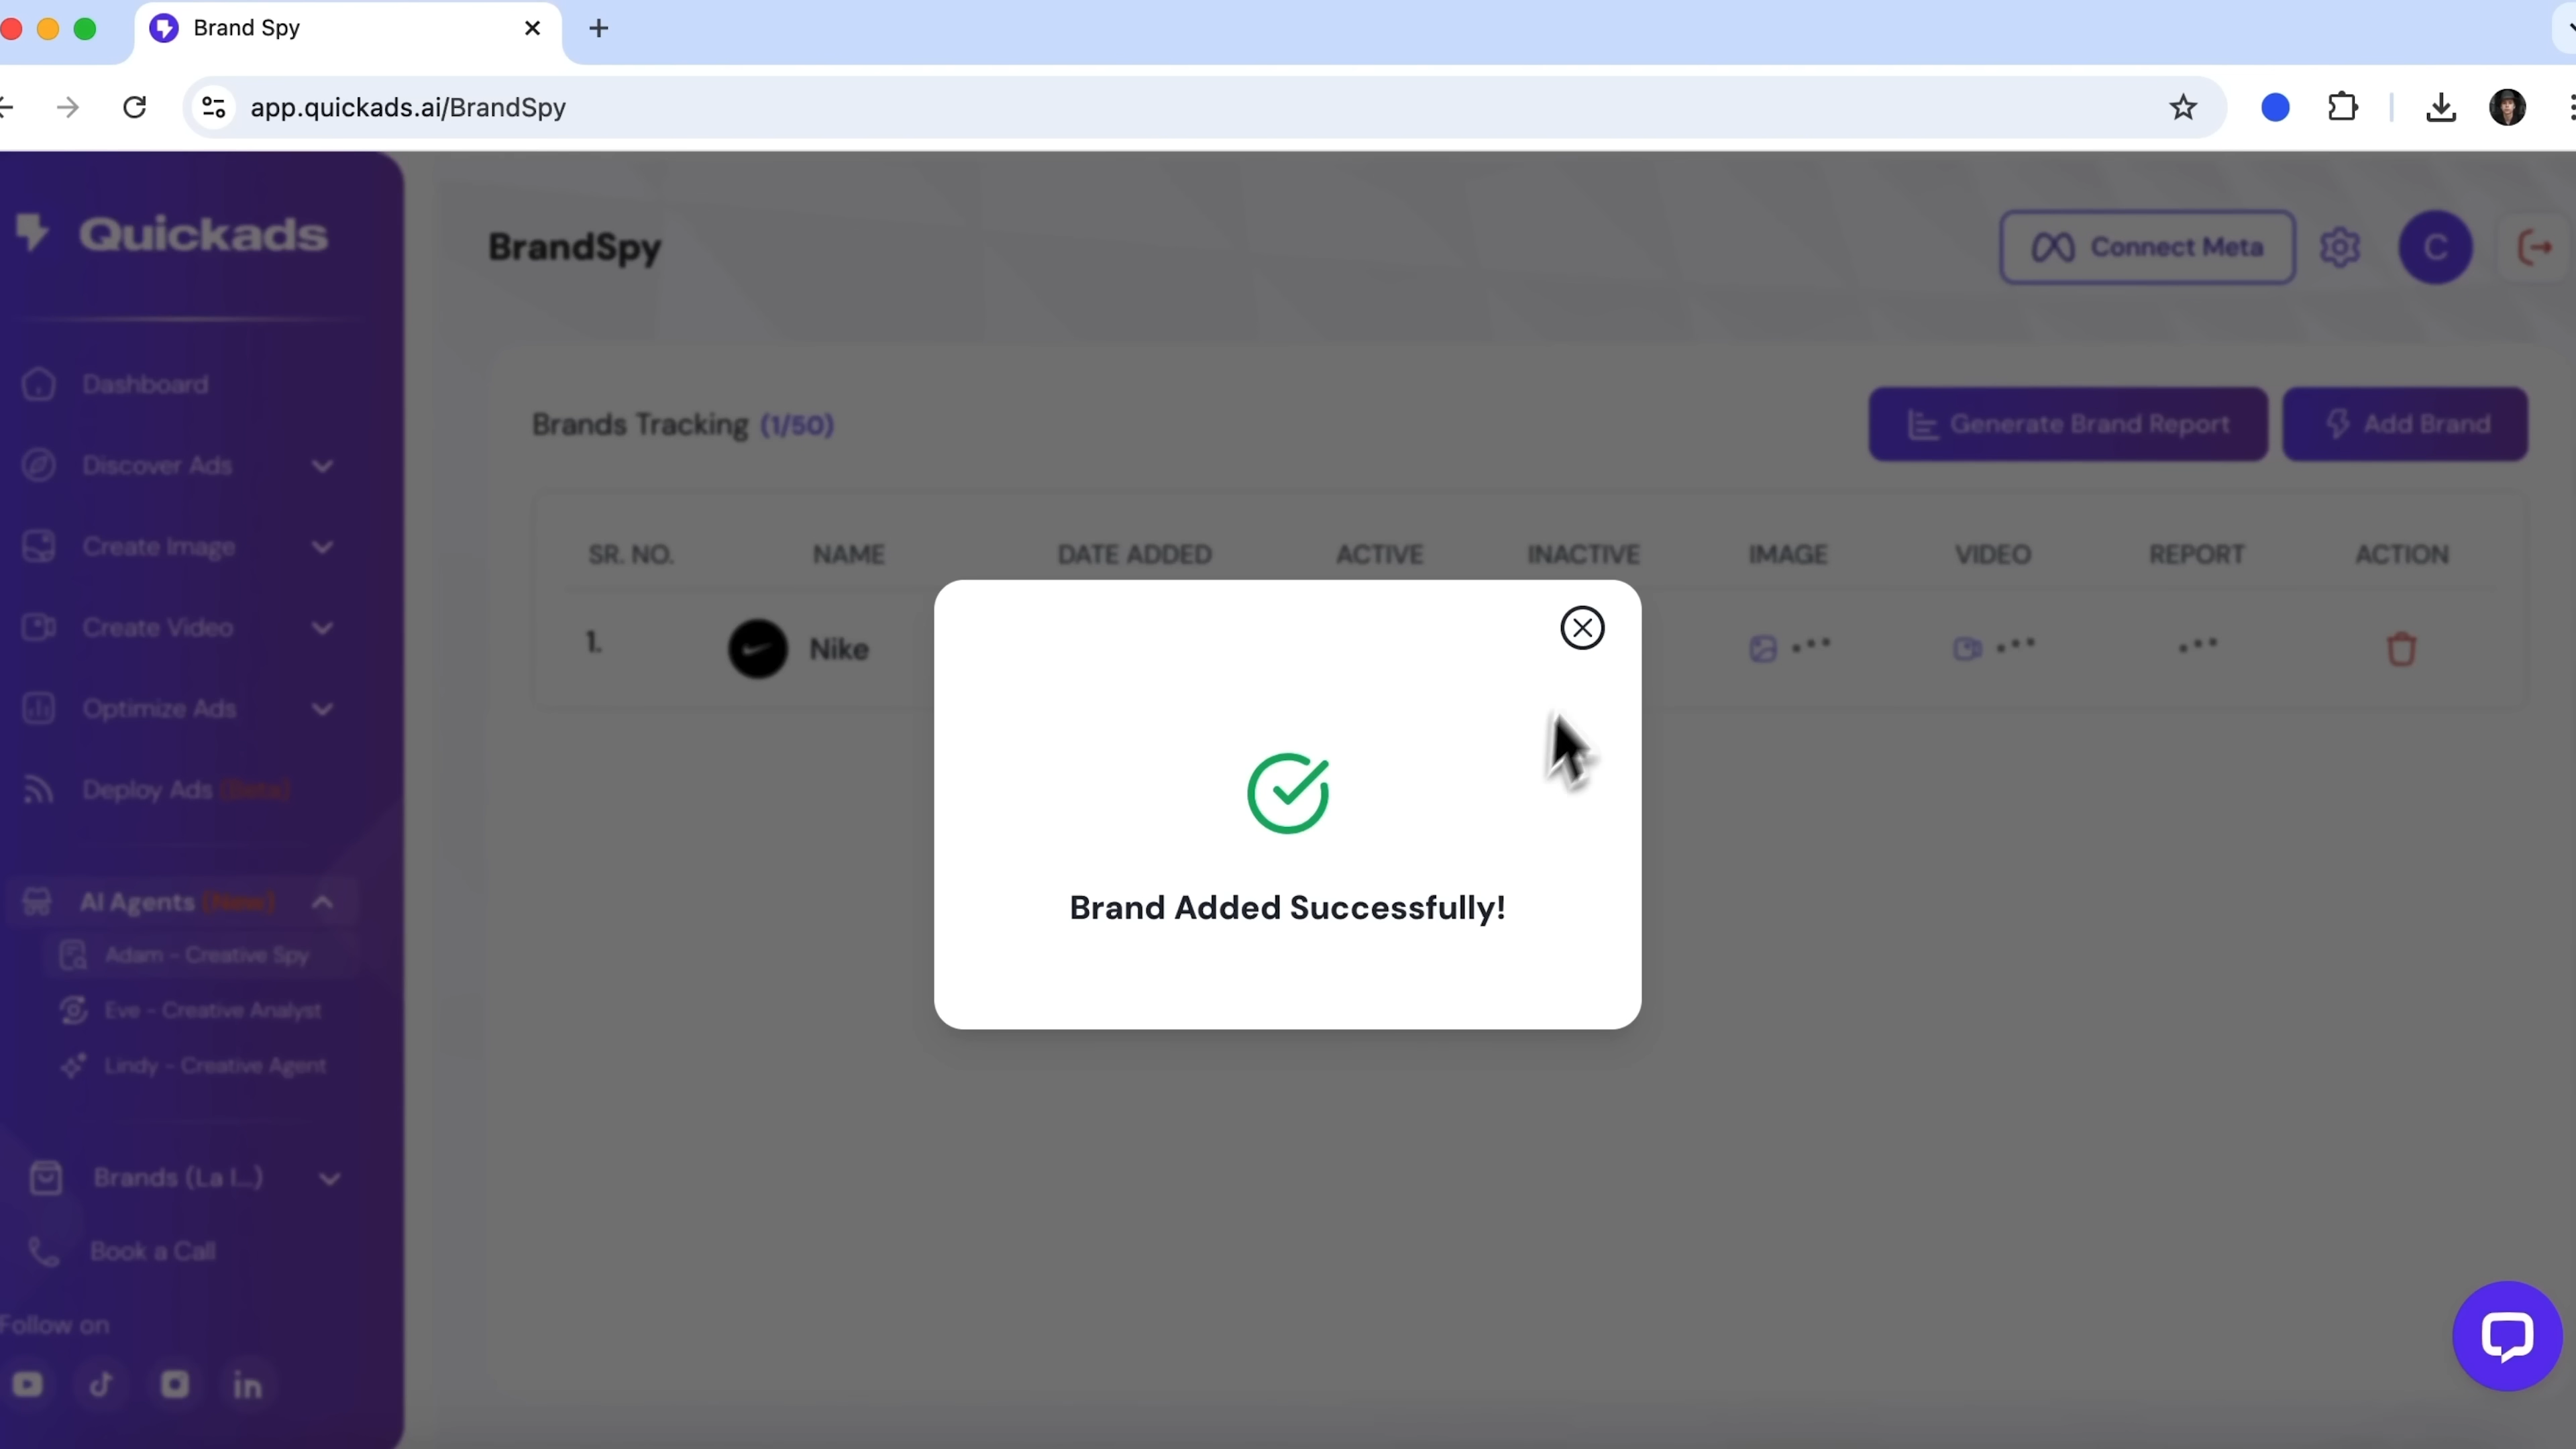 Brand Spy
app.quickads.ai/BrandSpy
Quickads
BrandSpy
Connect Meta
C
Dashboard
Discover Ads
Create Image
Create Video
Optimize Ads
Deploy Ads (Beta)
AI Agents (New)
Adam - Creative Spy
Eve - Creative Analyst
Lindy - Creative Agent
Brands (La l...)
Book a Call
Follow on
in
Brands Tracking (1/50)
Generate Brand Report
Add Brand
SR. NO. NAME DATE ADDED ACTIVE INACTIVE IMAGE VIDEO REPORT ACTION
1. Nike
Brand Added Successfully!